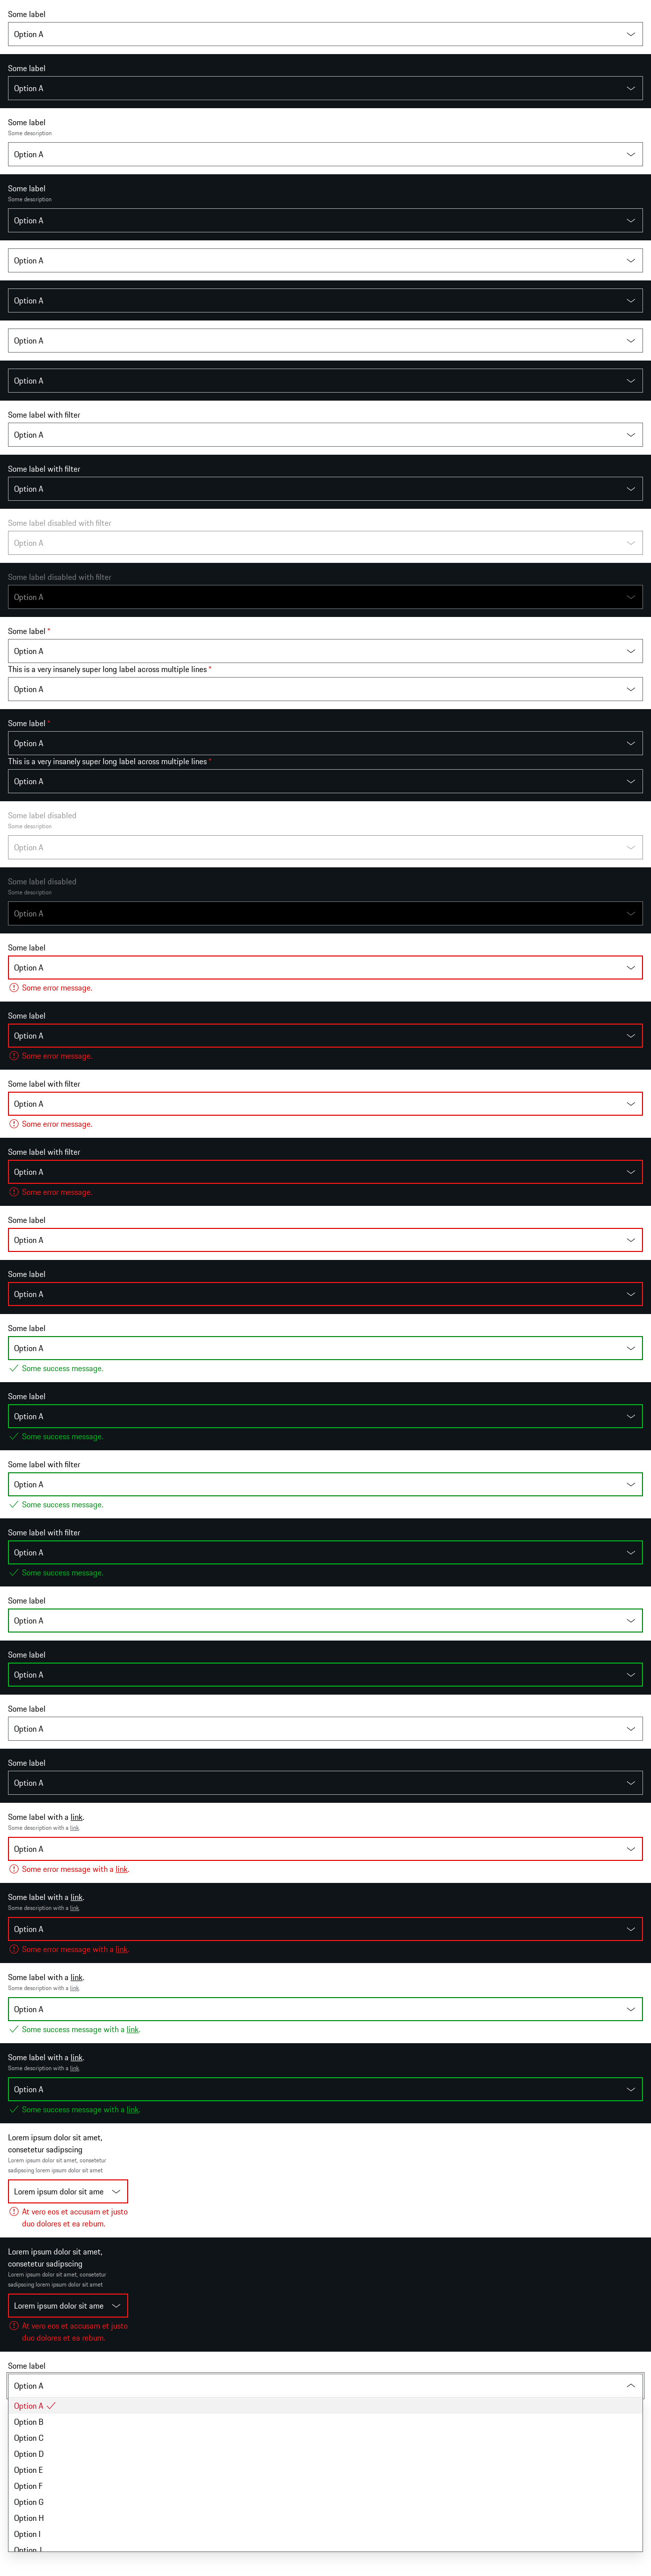 Some label
Option A
Some label
Option A
Some label
Some description
Option A
Some label
Some description
Option A
Option A
Option A
Option A
Option A
Some label with filter
Option A
Some label with filter
Option A
Some label disabled with filter
Option A
Some label disabled with filter
Option A
Some label *
Option A
This is a very insanely super long label across multiple lines *
Option A
Some label *
Option A
This is a very insanely super long label across multiple lines *
Option A
Some label disabled
Some description
Option A
Some label disabled
Some description
Option A
Some label
Option A
Some error message.
Some label
Option A
Some error message.
Some label with filter
Option A
Some error message.
Some label with filter
Option A
Some error message.
Some label
Option A
Some label
Option A
Some label
Option A
Some success message.
Some label
Option A
Some success message.
Some label with filter
Option A
Some success message.
Some label with filter
Option A
Some success message.
Some label
Option A
Some label
Option A
Some label
Option A
Some label
Option A
Some label with a link.
Some description with a link.
Option A
Some error message with a link.
Some label with a link.
Some description with a link.
Option A
Some error message with a link.
Some label with a link.
Some description with a link.
Option A
Some success message with a link.
Some label with a link.
Some description with a link.
Option A
Some success message with a link.
Lorem ipsum dolor sit amet,
consetetur sadipscing
Lorem ipsum dolor sit amet, consetetur
sadipscing lorem ipsum dolor sit amet
Lorem ipsum dolor sit ame
At vero eos et accusam et justo
duo dolores et ea rebum.
Lorem ipsum dolor sit amet,
consetetur sadipscing
Lorem ipsum dolor sit amet, consetetur
sadipscing lorem ipsum dolor sit amet
Lorem ipsum dolor sit ame
At vero eos et accusam et justo
duo dolores et ea rebum.
Some label
Option A
Option A
Option B
Option C
Option D
Option E
Option F
Option G
Option H
Option I
Option J